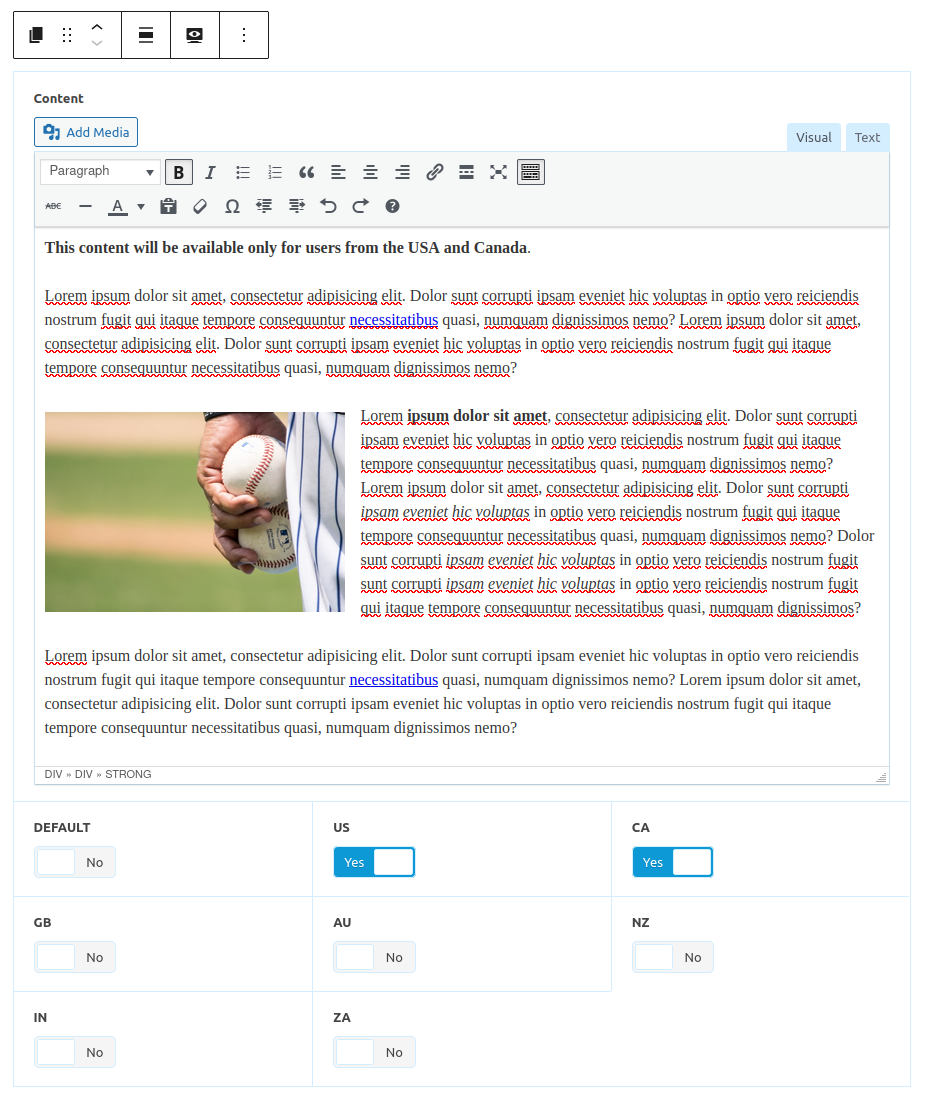 Content
Add Media
Visual Text
Paragraph B I
ABC A Ω ?
This content will be available only for users from the USA and Canada.
Lorem ipsum dolor sit amet, consectetur adipisicing elit. Dolor sunt corrupti ipsam eveniet hic voluptas in optio vero reiciendis
nostrum fugit qui itaque tempore consequuntur necessitatibus quasi, numquam dignissimos nemo? Lorem ipsum dolor sit amet,
consectetur adipisicing elit. Dolor sunt corrupti ipsam eveniet hic voluptas in optio vero reiciendis nostrum fugit qui itaque
tempore consequuntur necessitatibus quasi, numquam dignissimos nemo?
Lorem ipsum dolor sit amet, consectetur adipisicing elit. Dolor sunt corrupti
ipsam eveniet hic voluptas in optio vero reiciendis nostrum fugit qui itaque
tempore consequuntur necessitatibus quasi, numquam dignissimos nemo?
Lorem ipsum dolor sit amet, consectetur adipisicing elit. Dolor sunt corrupti
ipsam eveniet hic voluptas in optio vero reiciendis nostrum fugit qui itaque
tempore consequuntur necessitatibus quasi, numquam dignissimos nemo? Dolor
sunt corrupti ipsam eveniet hic voluptas in optio vero reiciendis nostrum fugit
sunt corrupti ipsam eveniet hic voluptas in optio vero reiciendis nostrum fugit
qui itaque tempore consequuntur necessitatibus quasi, numquam dignissimos?
Lorem ipsum dolor sit amet, consectetur adipisicing elit. Dolor sunt corrupti ipsam eveniet hic voluptas in optio vero reiciendis
nostrum fugit qui itaque tempore consequuntur necessitatibus quasi, numquam dignissimos nemo? Lorem ipsum dolor sit amet,
consectetur adipisicing elit. Dolor sunt corrupti ipsam eveniet hic voluptas in optio vero reiciendis nostrum fugit qui itaque
tempore consequuntur necessitatibus quasi, numquam dignissimos nemo?
DIV » DIV » STRONG
DEFAULT US CA
No Yes Yes
GB AU NZ
No No No
IN ZA
No No